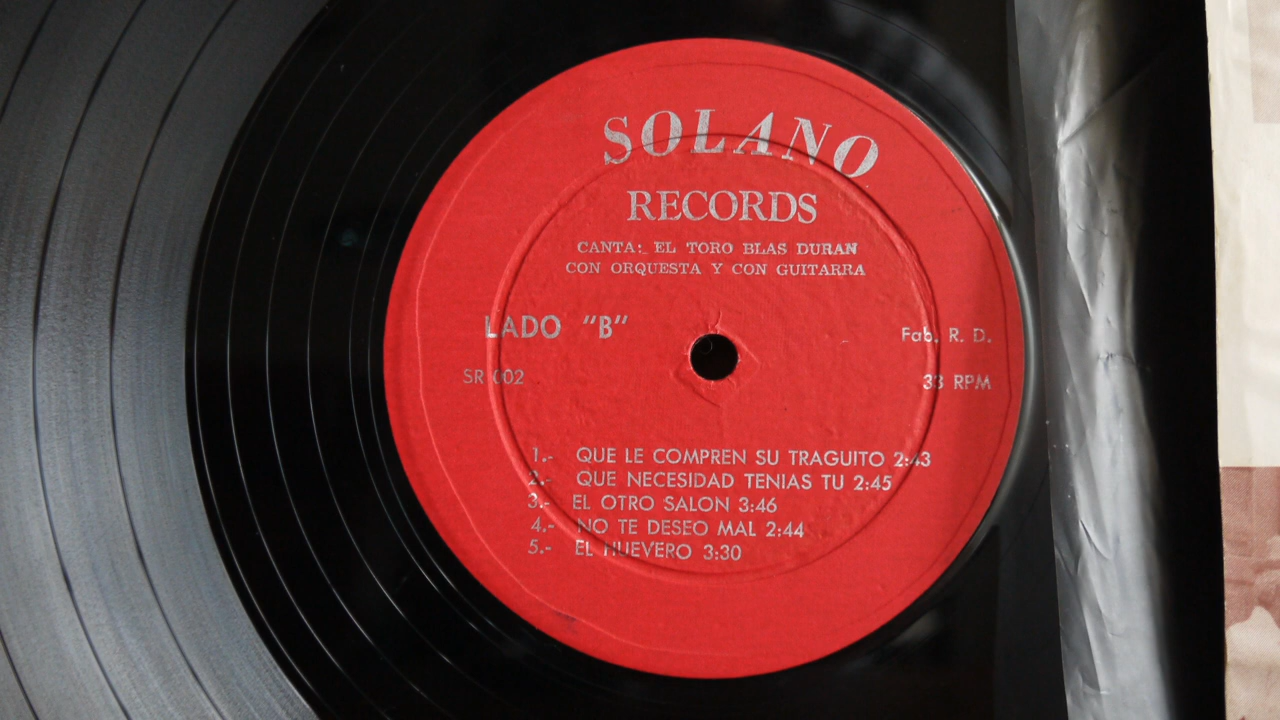 SOLANO
RECORDS
CANTA:_ EL TORO BLAS DURAN
CON ORQUESTA Y CON GUITARRA
LADO "B"
Fab. R. D.
SR-002
33 RPM
1.- QUE LE COMPREN SU TRAGUITO 2:43
2.- QUE NECESIDAD TENIAS TU 2:45
3.- EL OTRO SALON 3:46
4.- NO TE DESEO MAL 2:44
5.- EL HUEVERO 3:30